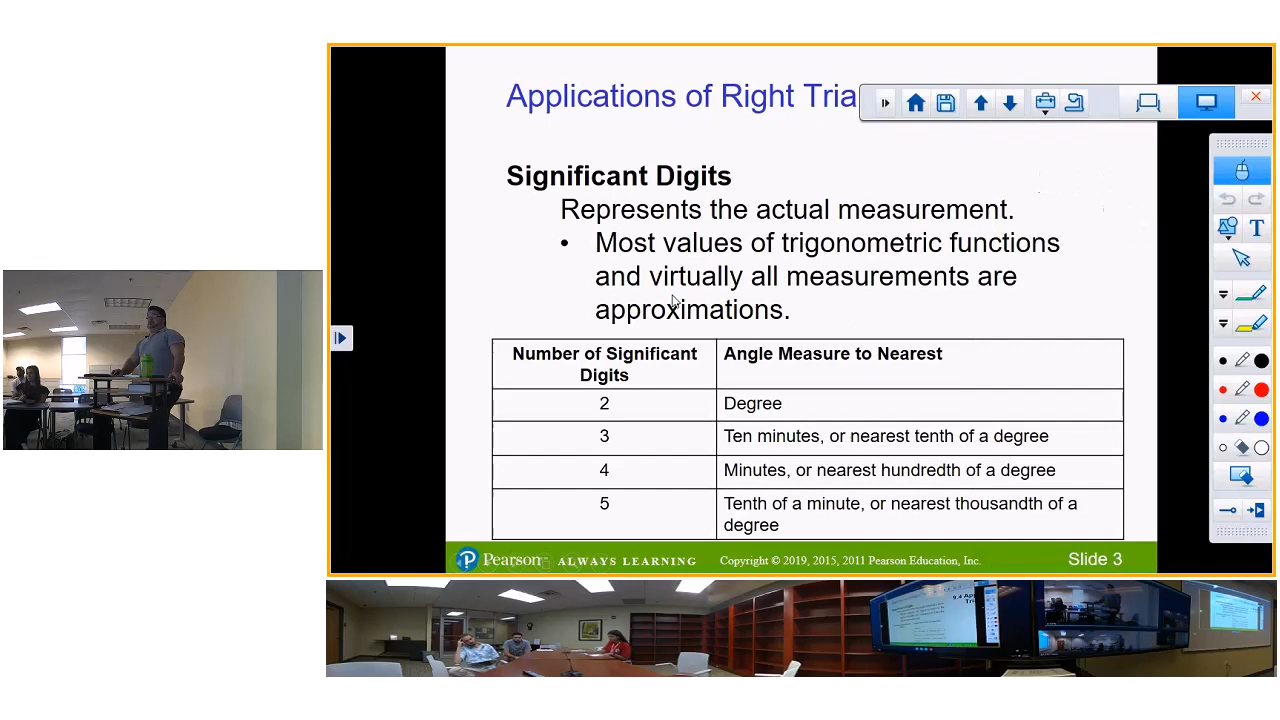 Applications of Right Tria
Significant Digits
Represents the actual measurement.
• Most values of trigonometric functions
and virtually all measurements are
approximations.
Number of Significant Digits
Angle Measure to Nearest
2
Degree
3
Ten minutes, or nearest tenth of a degree
4
Minutes, or nearest hundredth of a degree
5
Tenth of a minute, or nearest thousandth of a
degree
Pearson ALWAYS LEARNING Copyright © 2019, 2015, 2011 Pearson Education, Inc. Slide 3